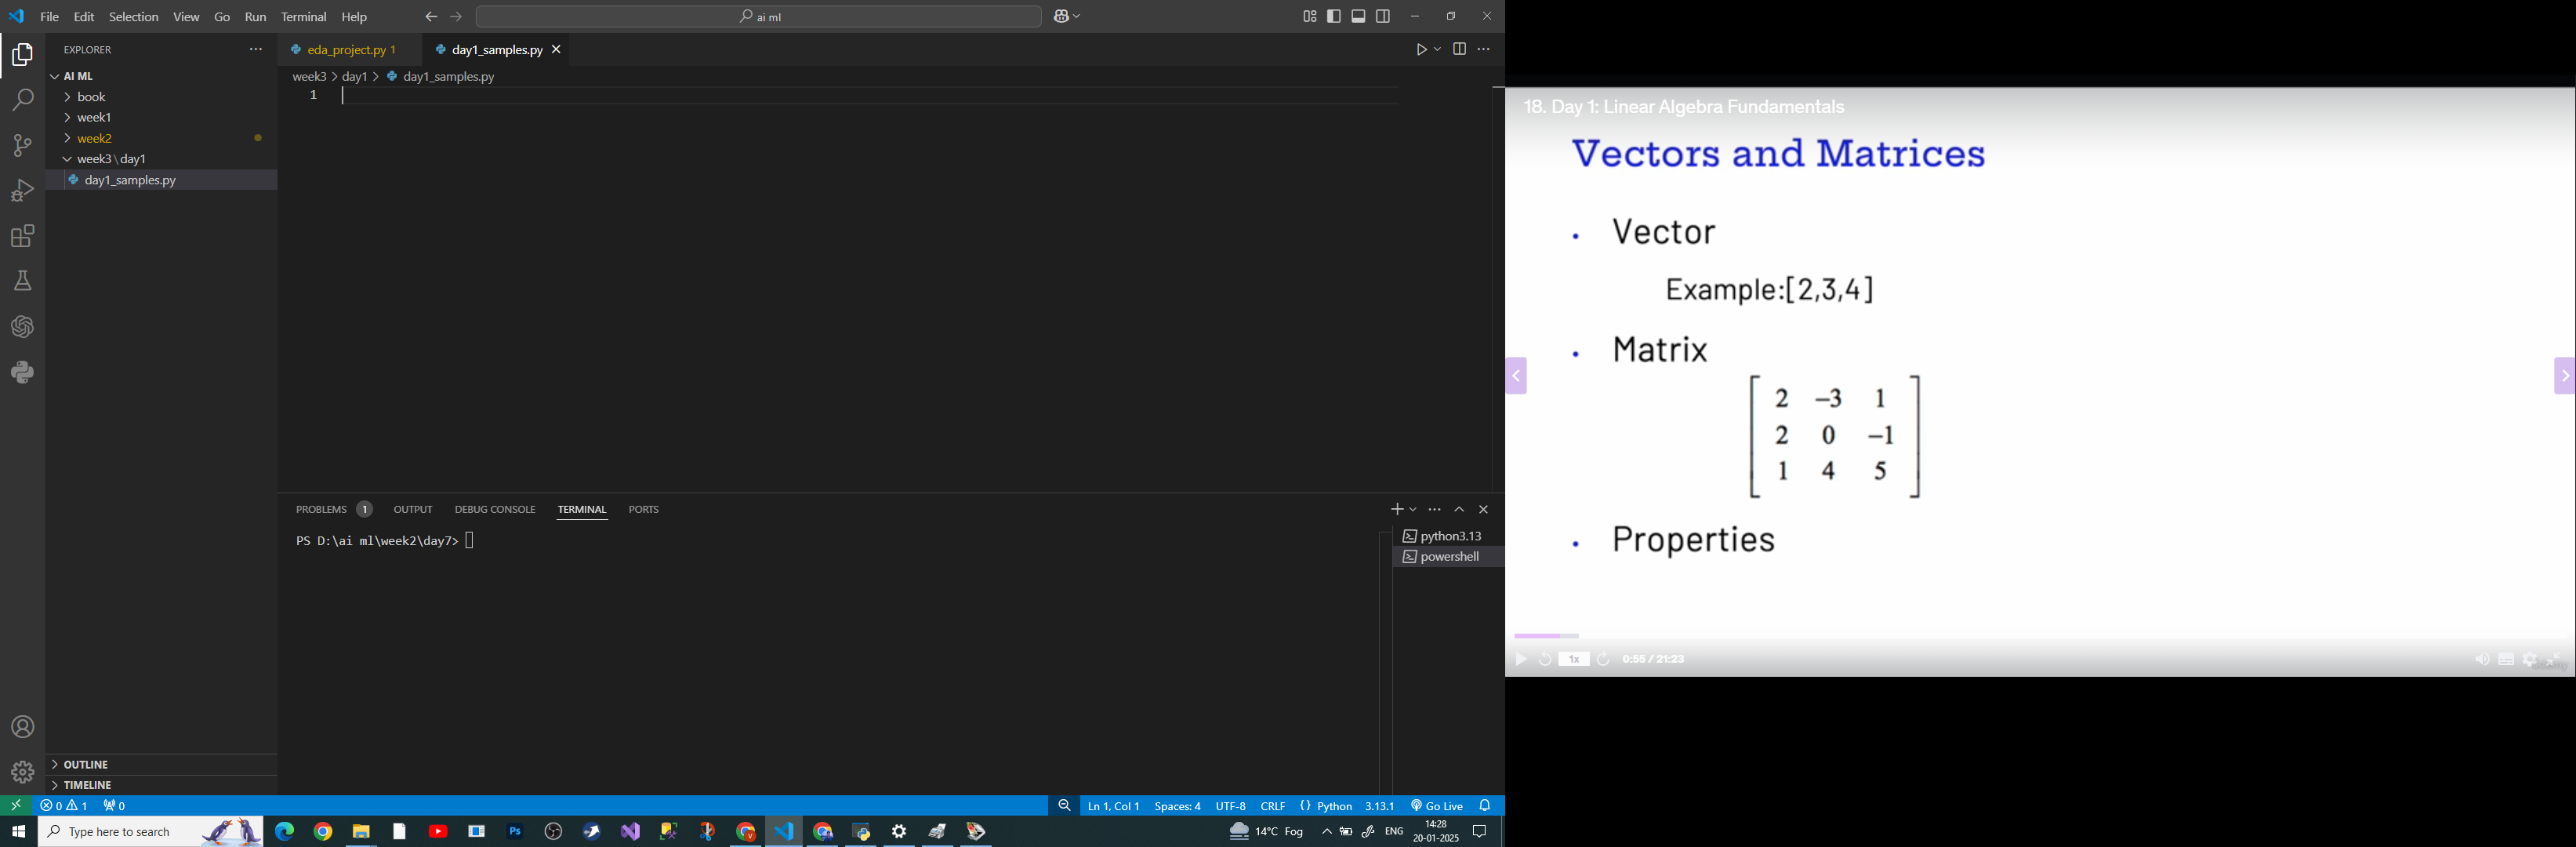 File Edit Selection View Go Run Terminal Help
ai ml
EXPLORER
eda_project.py 1
day1_samples.py
AI ML
week3 > day1 > day1_samples.py
book
1
week1
week2
week3\day1
day1_samples.py
PROBLEMS 1 OUTPUT DEBUG CONSOLE TERMINAL PORTS
PS D:\ai ml\week2\day7>
python3.13
powershell
OUTLINE
TIMELINE
0 1 0
Ln 1, Col 1 Spaces: 4 UTF-8 CRLF {} Python 3.13.1 Go Live
Type here to search
Ps
14°C Fog
ENG
14:28
20-01-2025
18. Day 1: Linear Algebra Fundamentals
Vectors and Matrices
• Vector
Example:[2,3,4]
• Matrix
2 −3 1
2 0 −1
1 4 5
• Properties
1x 0:55 / 21:23